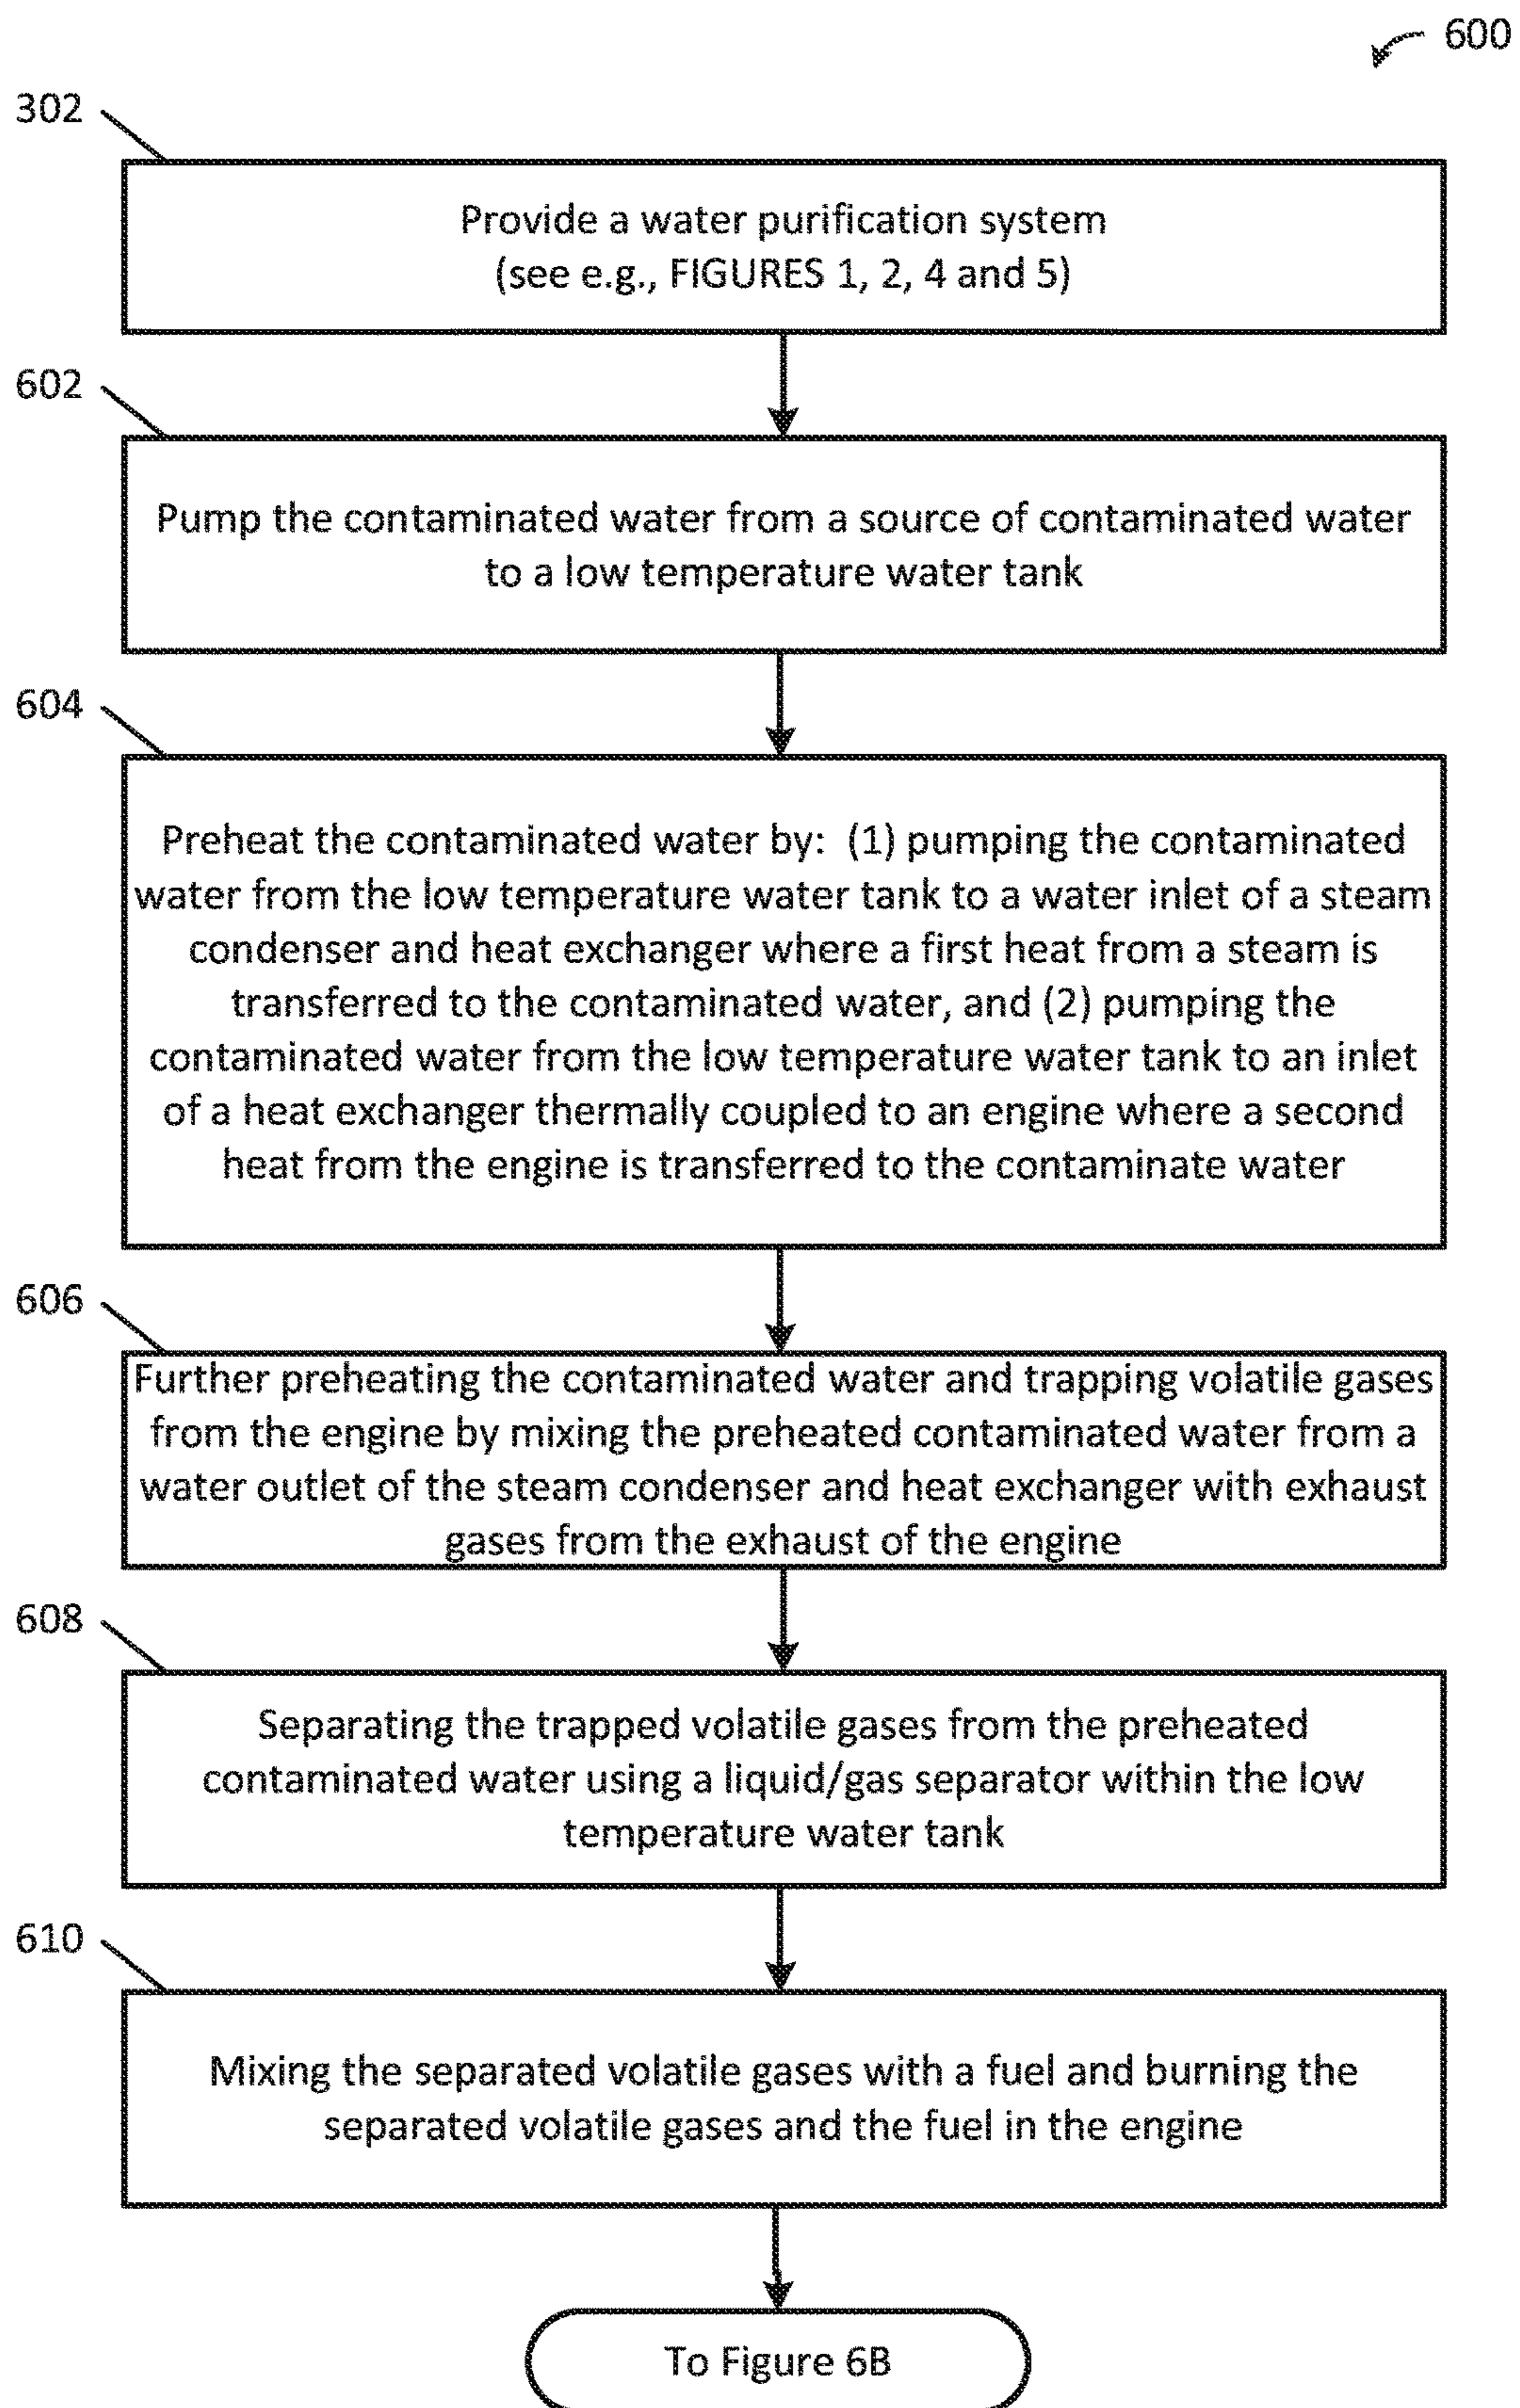 600
302
Provide a water purification system
(see e.g., FIGURES 1, 2, 4 and 5)
602
Pump the contaminated water from a source of contaminated water
to a low temperature water tank
604
Preheat the contaminated water by:  (1) pumping the contaminated
water from the low temperature water tank to a water inlet of a steam
condenser and heat exchanger where a first heat from a steam is
transferred to the contaminated water, and (2) pumping the
contaminated water from the low temperature water tank to an inlet
of a heat exchanger thermally coupled to an engine where a second
heat from the engine is transferred to the contaminate water
606
Further preheating the contaminated water and trapping volatile gases
from the engine by mixing the preheated contaminated water from a
water outlet of the steam condenser and heat exchanger with exhaust
gases from the exhaust of the engine
608
Separating the trapped volatile gases from the preheated
contaminated water using a liquid/gas separator within the low
temperature water tank
610
Mixing the separated volatile gases with a fuel and burning the
separated volatile gases and the fuel in the engine
To Figure 6B